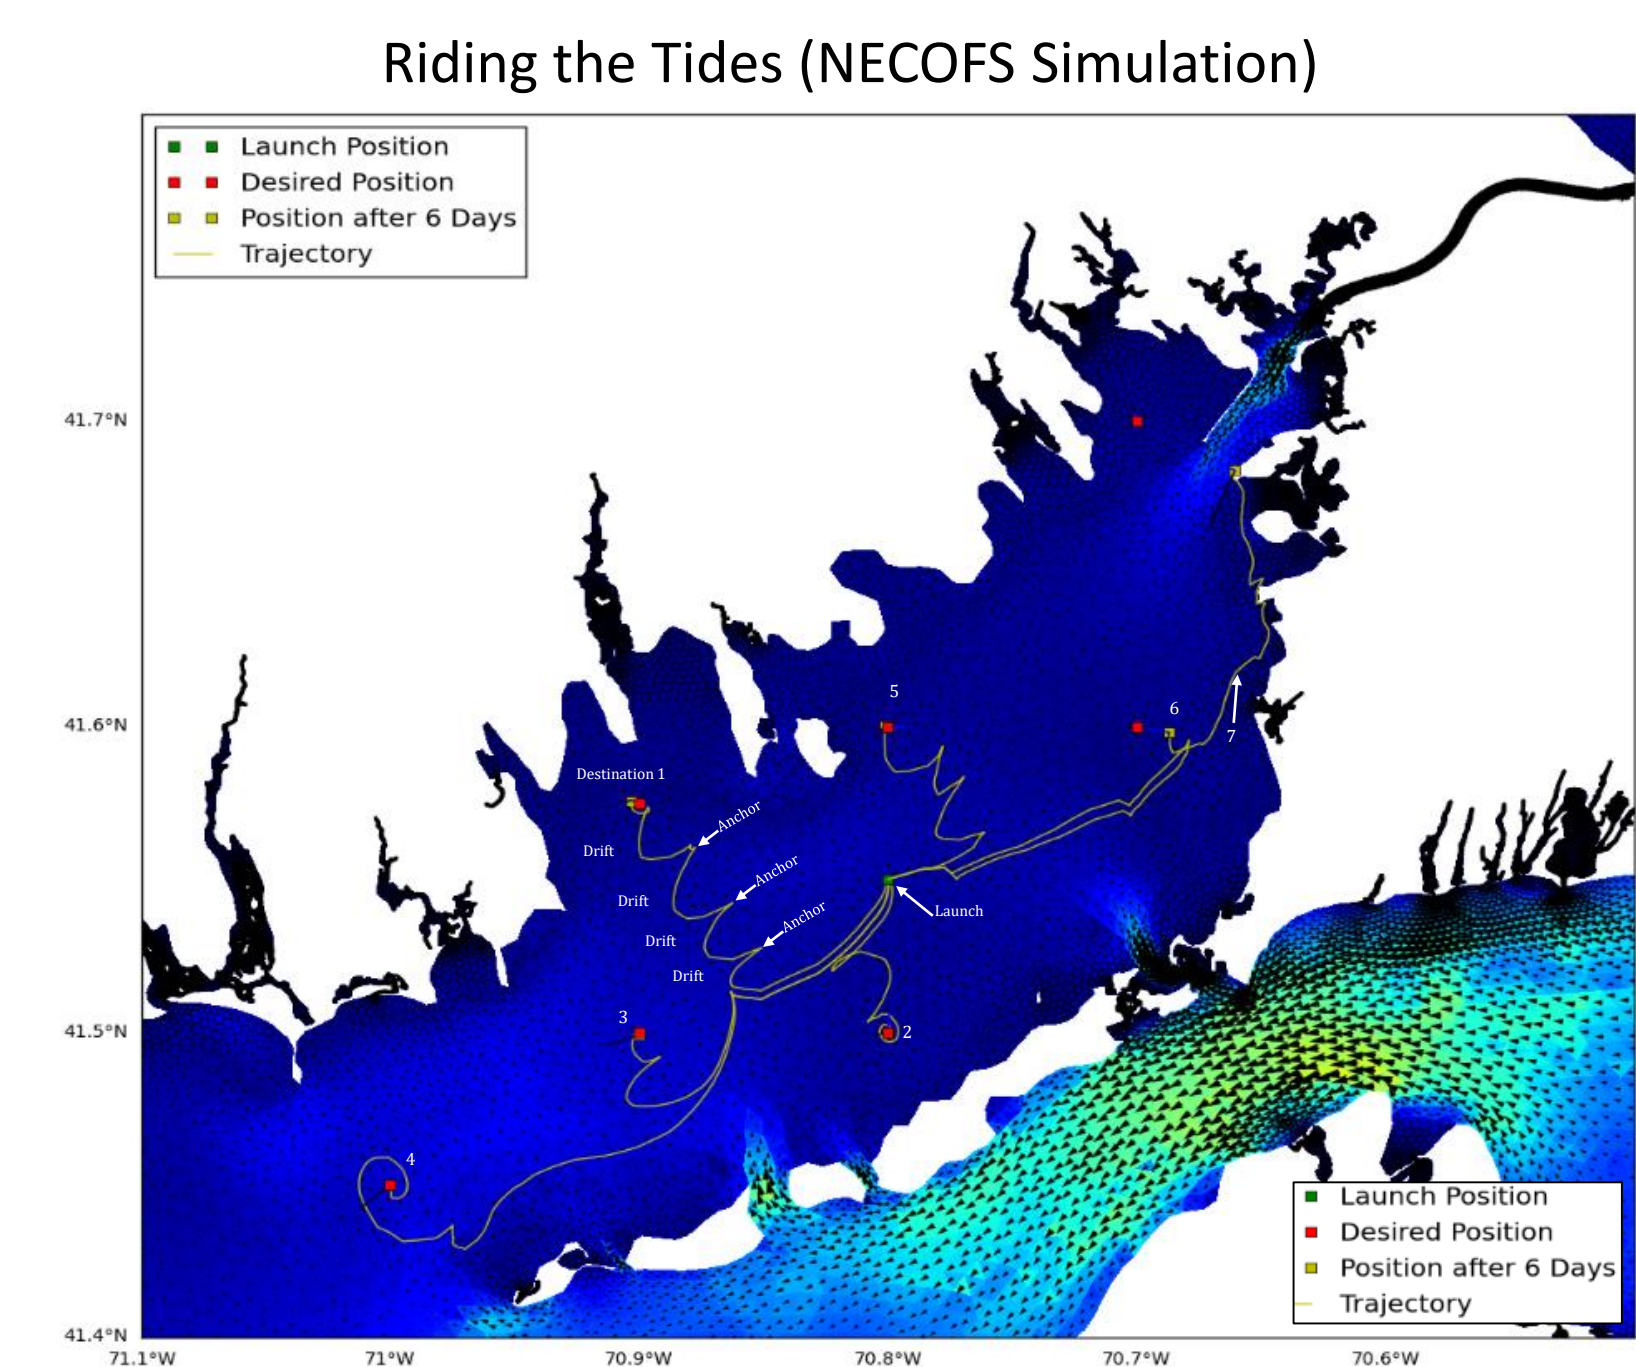 Riding the Tides (NECOFS Simulation)
Launch Position
Desired Position
Position after 6 Days
Trajectory
41.7°N
5
41.6°N
6
7
Destination 1
Anchor
Drift
Anchor
Drift
Anchor
Launch
Drift
Drift
3
41.5°N
2
4
Launch Position
Desired Position
Position after 6 Days
Trajectory
41.4°N
71.1°W
71°W
70.9°W
70.8°W
70.7°W
70.6°W